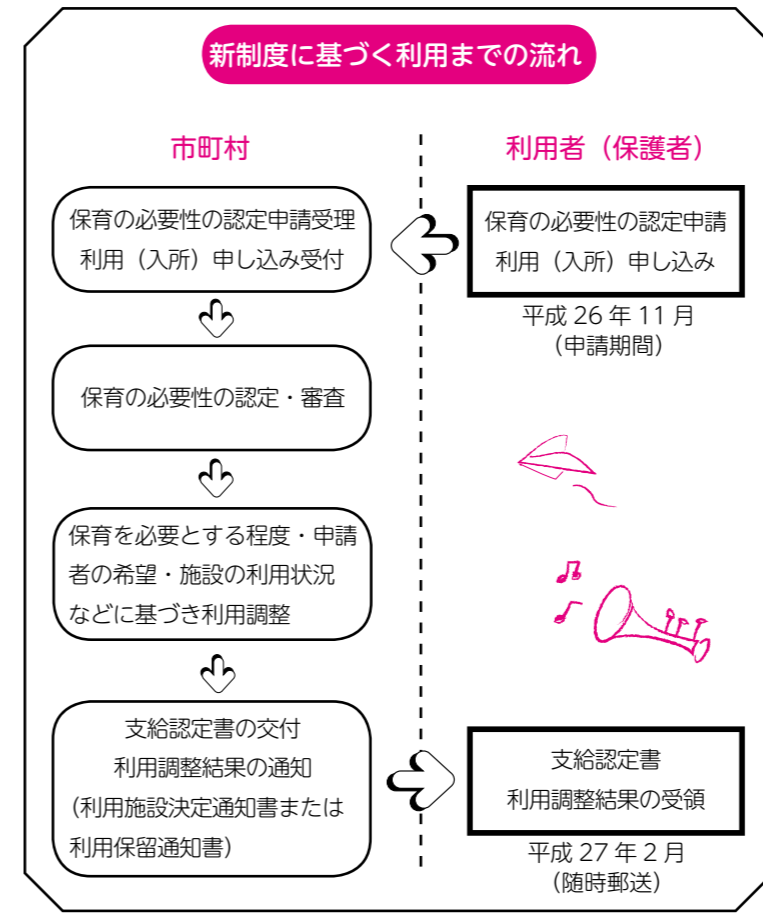 新制度に基づく利用までの流れ
市町村
利用者（保護者）
保育の必要性の認定申請
利用（入所）申し込み
平成 26 年 11 月
（申請期間）
保育の必要性の認定申請受理
利用（入所）申し込み受付
保育の必要性の認定・審査
保育を必要とする程度・申請
者の希望・施設の利用状況
などに基づき利用調整
支給認定書の交付
利用調整結果の通知
（利用施設決定通知書または
利用保留通知書）
支給認定書
利用調整結果の受領
平成 27 年 2 月
（随時郵送）